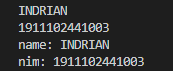 INDRIAN
1911102441003
name: INDRIAN
nim: 1911102441003